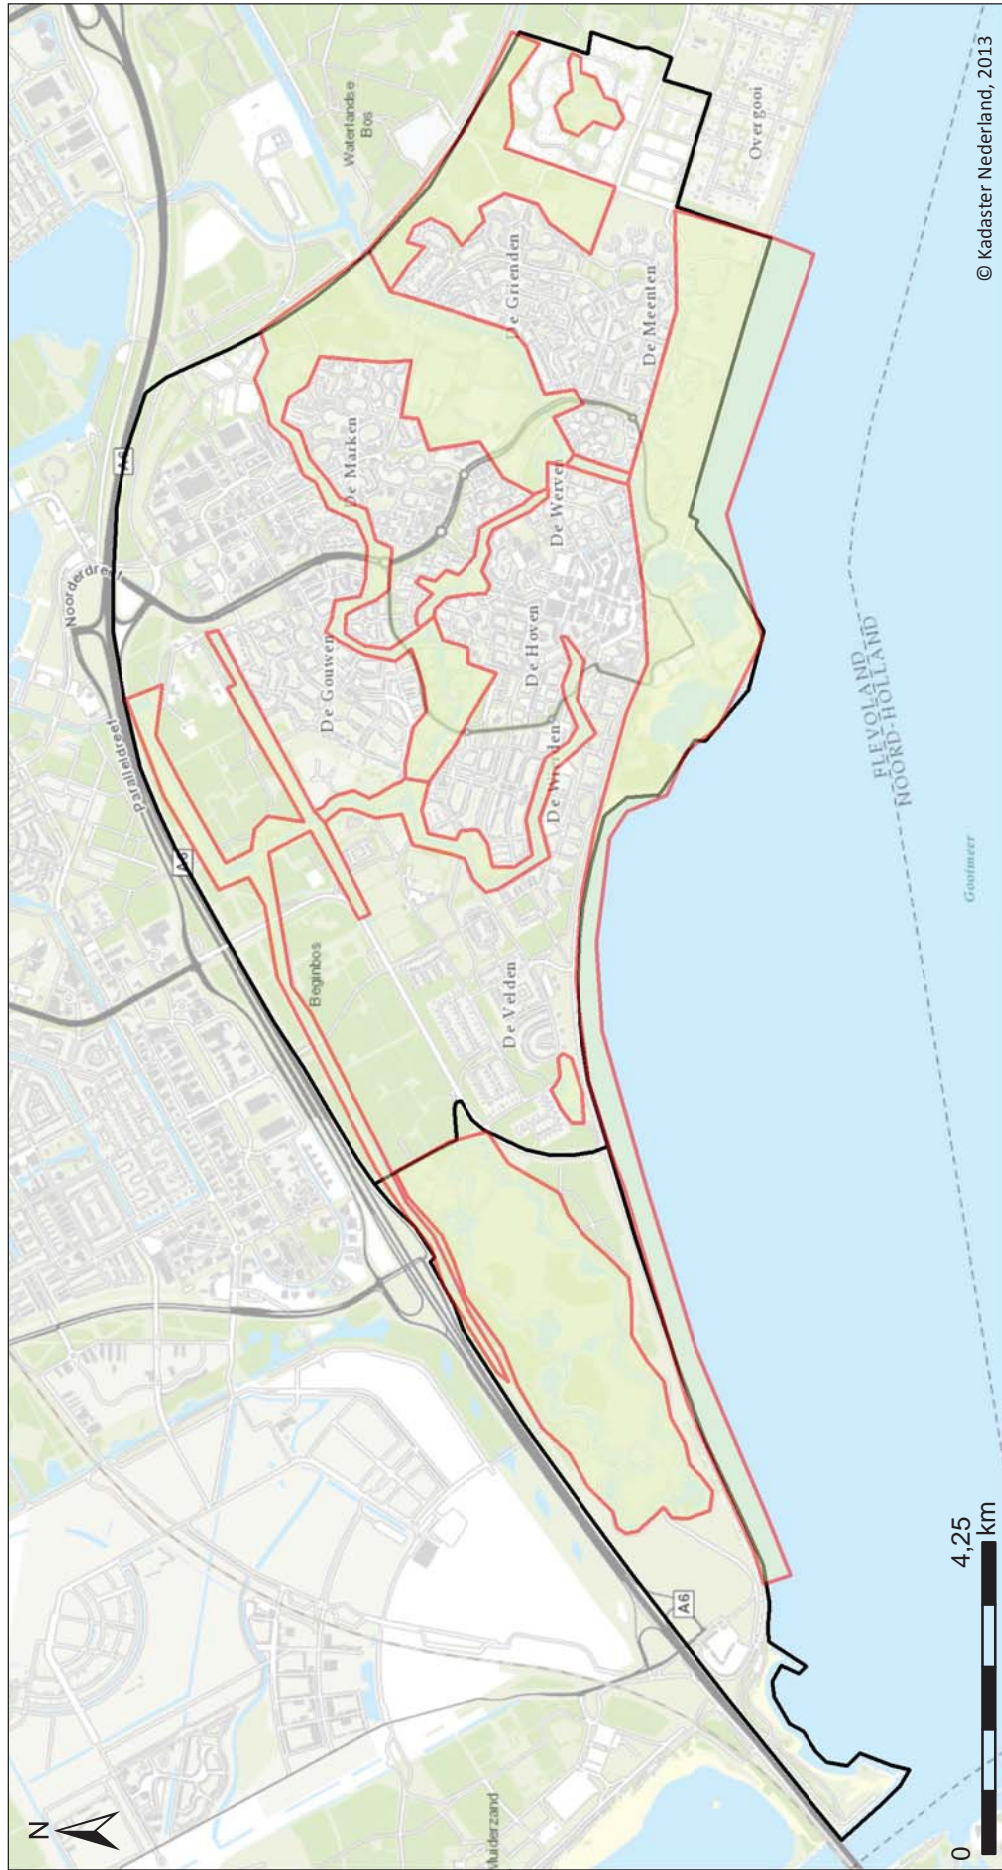 N
Noorderdreef
A6
Waterlandse
Bos
Paralleldreef
A6
De Marken
De Grienden
Overgooi
De Gouwen
De Werven
De Meenten
Beginbos
De Hoven
De Wierden
De Velden
A6
Muiderzand
FLEVOLAND
NOORD-HOLLAND
Gooimeer
0
4,25
km
© Kadaster Nederland, 2013